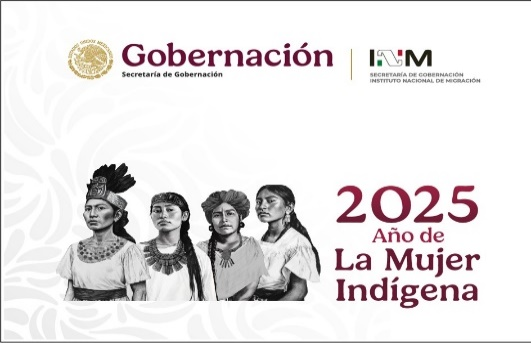 Gobernación
Secretaría de Gobernación
INM
SECRETARÍA DE GOBERNACIÓN
INSTITUTO NACIONAL DE MIGRACIÓN
2025
Año de
La Mujer
Indígena